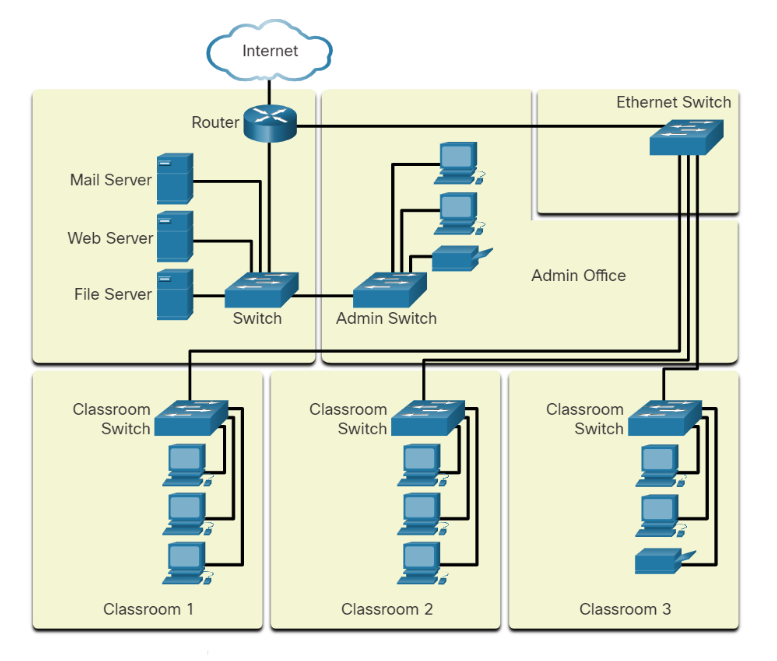 Internet
Ethernet Switch
Router
Mail Server
Web Server
File Server
Switch
Admin Switch
Admin Office
Classroom
Switch
Classroom
Switch
Classroom
Switch
Classroom 1
Classroom 2
Classroom 3